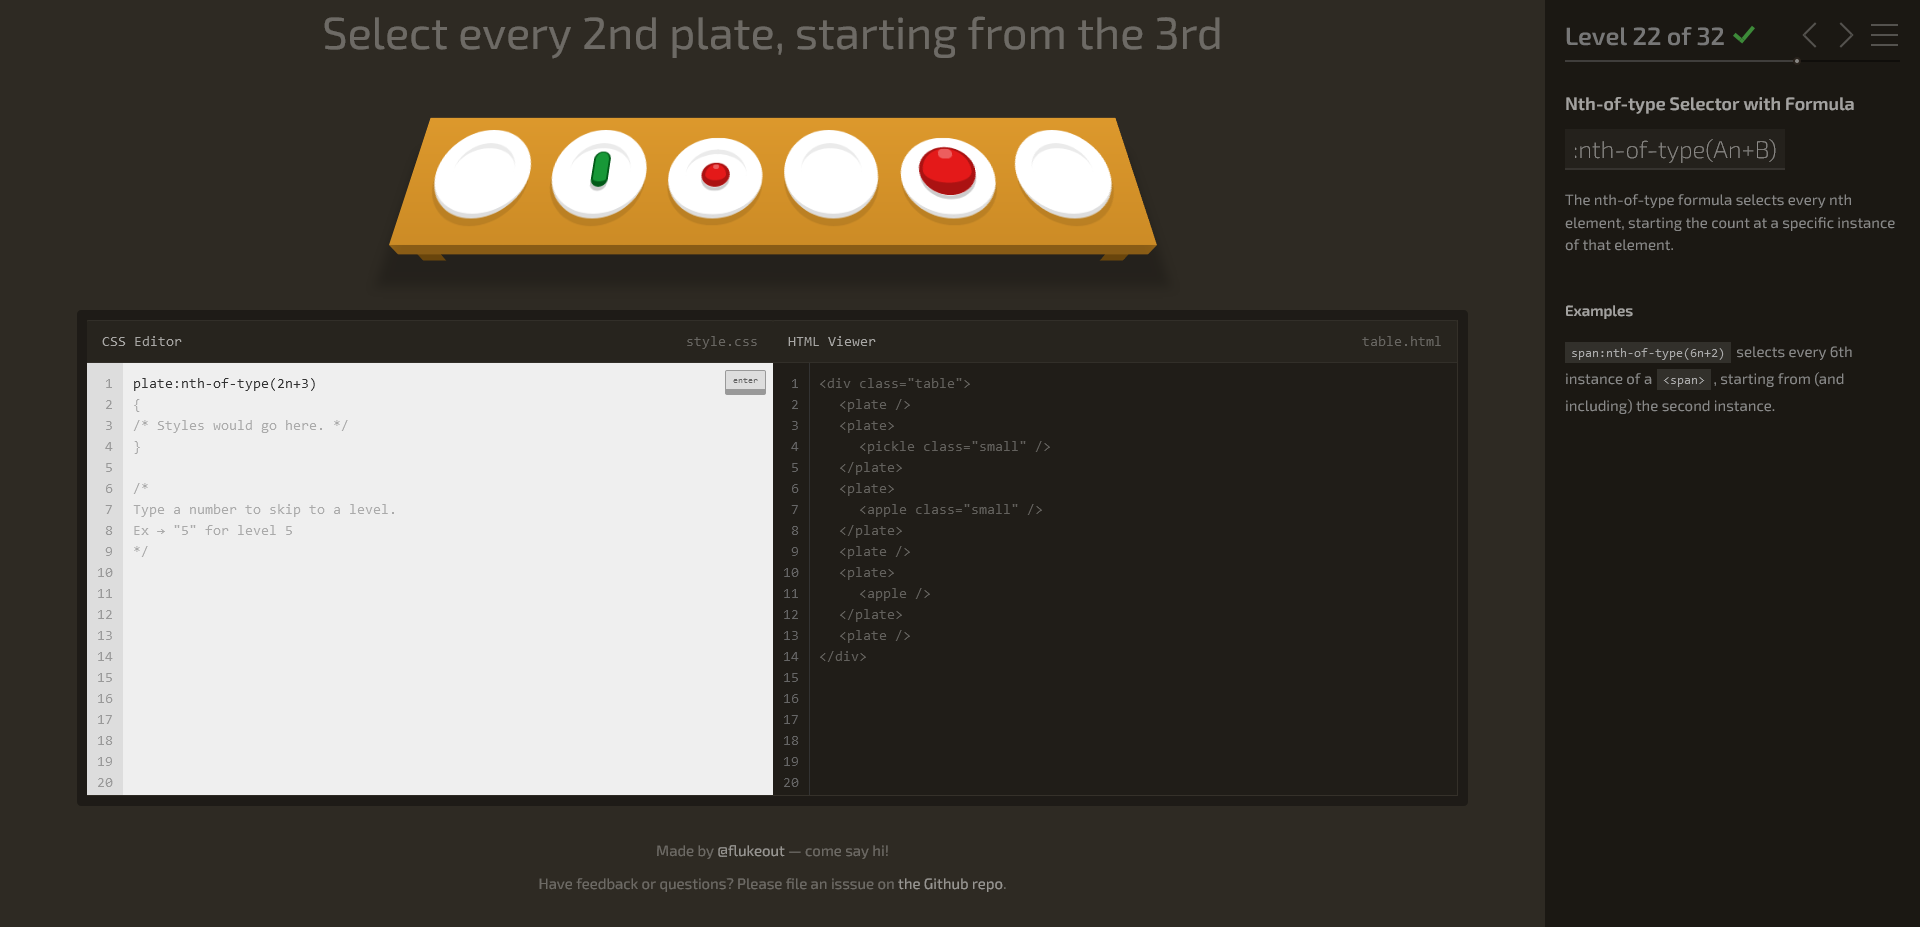 Select every 2nd plate, starting from the 3rd
CSS Editor
style.css
1 plate:nth-of-type(2n+3)
enter
2 {
3 /* Styles would go here. */
4 }
5
6 /*
7 Type a number to skip to a level.
8 Ex → "5" for level 5
9 */
10
11
12
13
14
15
16
17
18
19
20
HTML Viewer
table.html
1 <div class="table">
2 <plate />
3 <plate>
4 <pickle class="small" />
5 </plate>
6 <plate>
7 <apple class="small" />
8 </plate>
9 <plate />
10 <plate>
11 <apple />
12 </plate>
13 <plate />
14 </div>
15
16
17
18
19
20
Made by @flukeout — come say hi!
Have feedback or questions? Please file an isssue on the Github repo.
Level 22 of 32
Nth-of-type Selector with Formula
:nth-of-type(An+B)
The nth-of-type formula selects every nth
element, starting the count at a specific instance
of that element.
Examples
span:nth-of-type(6n+2) selects every 6th
instance of a <span> , starting from (and
including) the second instance.